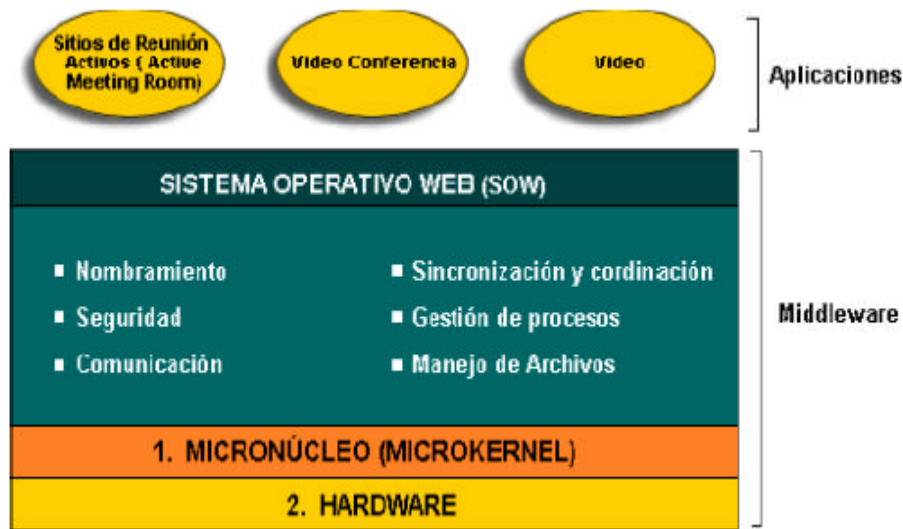 Sitios de Reunión
Activos ( Active
Meeting Room)
Video Conferencia
Video
Aplicaciones
SISTEMA OPERATIVO WEB (SOW)
▪ Nombramiento
▪ Seguridad
▪ Comunicación
▪ Sincronización y cordinación
▪ Gestión de procesos
▪ Manejo de Archivos
Middleware
1. MICRONÚCLEO (MICROKERNEL)
2. HARDWARE